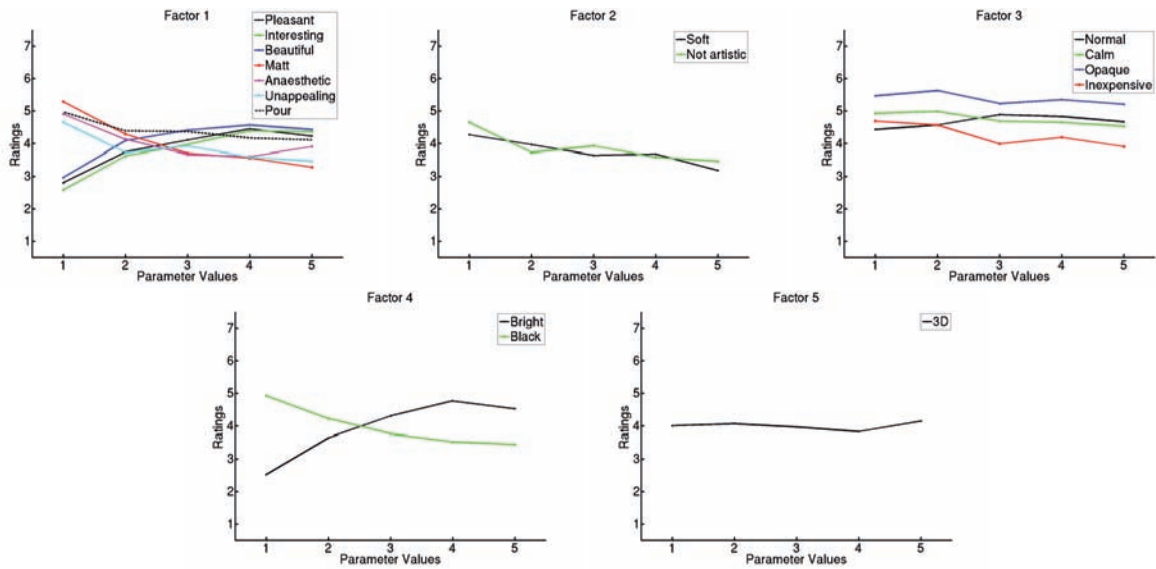 Factor 1
Pleasant
Interesting
Beautiful
Matt
Anaesthetic
Unappealing
Pour
Ratings
7
6
5
4
3
2
1
1 2 3 4 5
Parameter Values
Factor 2
Soft
Not artistic
Ratings
7
6
5
4
3
2
1
1 2 3 4 5
Parameter Values
Factor 3
Normal
Calm
Opaque
Inexpensive
Ratings
7
6
5
4
3
2
1
1 2 3 4 5
Parameter Values
Factor 4
Bright
Black
Ratings
7
6
5
4
3
2
1
1 2 3 4 5
Parameter Values
Factor 5
3D
Ratings
7
6
5
4
3
2
1
1 2 3 4 5
Parameter Values